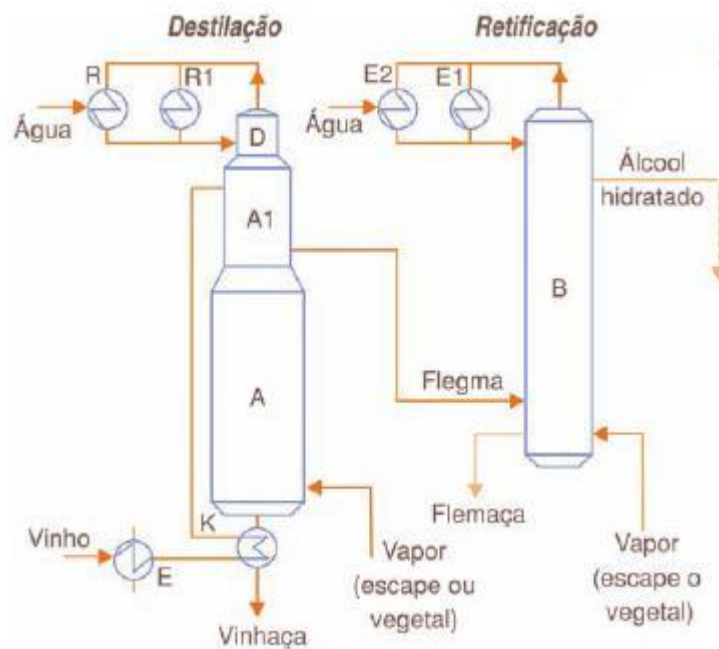 Destilação
Retificação
R
R1
E2
E1
Água
Água
D
Álcool
hidratado
A1
B
A
Flegma
K
Flemaça
Vinho
E
Vapor
(escape ou
vegetal)
Vapor
(escape o
vegetal)
Vinhaça